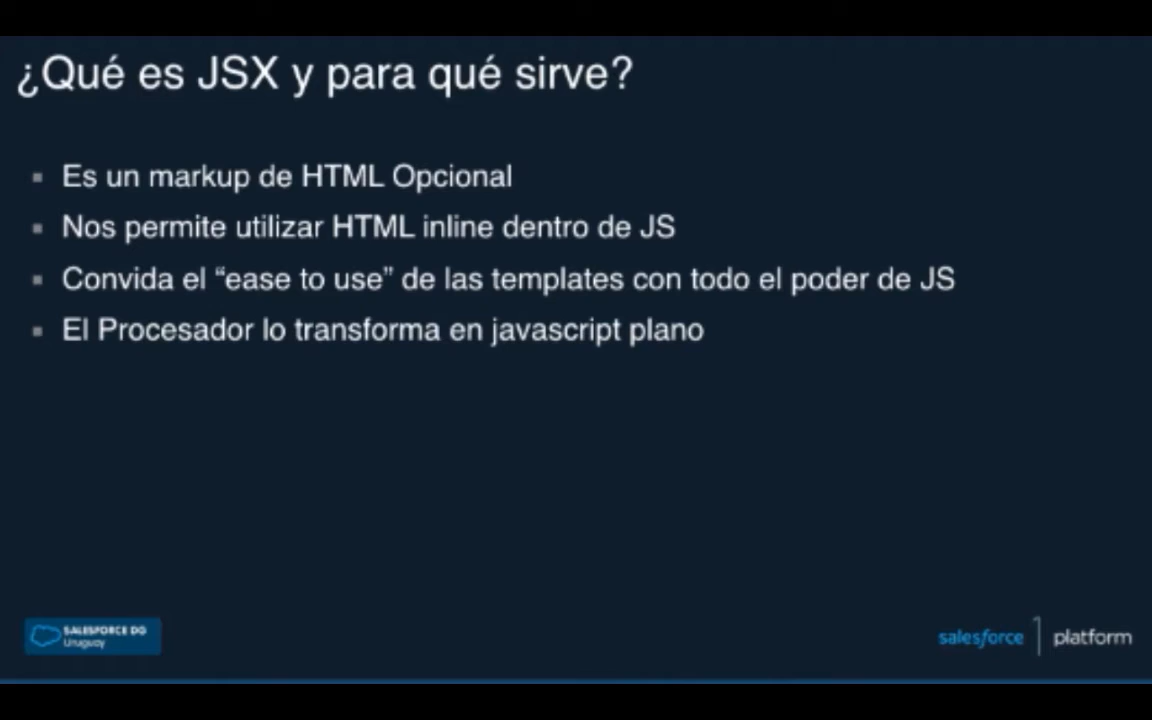 ¿Qué es JSX y para qué sirve?
Es un markup de HTML Opcional
Nos permite utilizar HTML inline dentro de JS
Convida el “ease to use” de las templates con todo el poder de JS
El Procesador lo transforma en javascript plano
SALESFORCE DG
Uruguay
salesforce1 platform